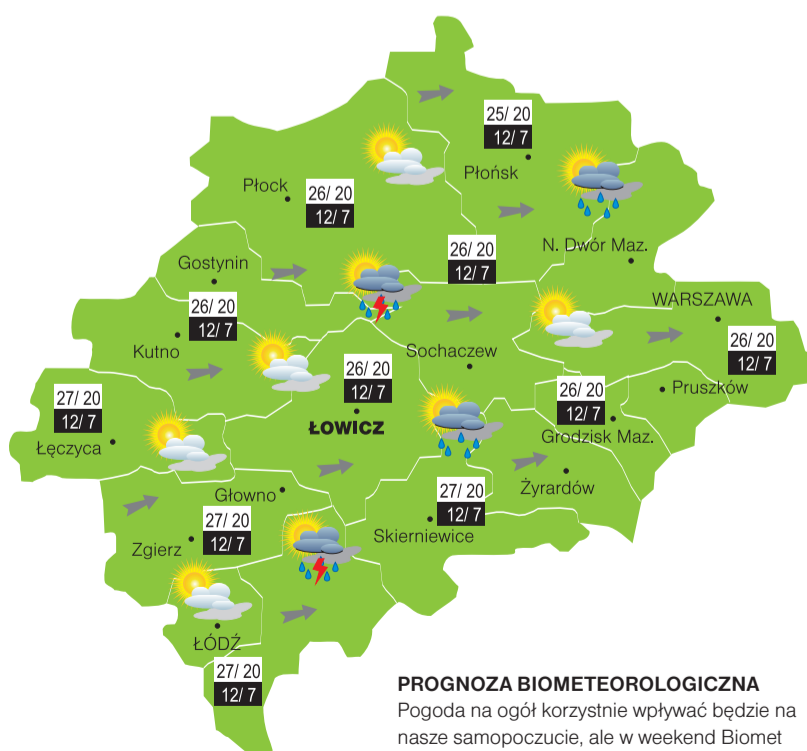 25/ 20
12/ 7
Płońsk
Płock
26/ 20
12/ 7
N. Dwór Maz.
26/ 20
12/ 7
Gostynin
WARSZAWA
26/ 20
12/ 7
Kutno
26/ 20
12/ 7
Sochaczew
26/ 20
12/ 7
ŁOWICZ
Pruszków
26/ 20
12/ 7
Grodzisk Maz.
27/ 20
12/ 7
Łęczyca
Żyrardów
Głowno
27/ 20
12/ 7
Skierniewice
27/ 20
12/ 7
Zgierz
ŁÓDŹ
27/ 20
12/ 7
PROGNOZA BIOMETEOROLOGICZNA
Pogoda na ogół korzystnie wpływać będzie na
nasze samopoczucie, ale w weekend Biomet